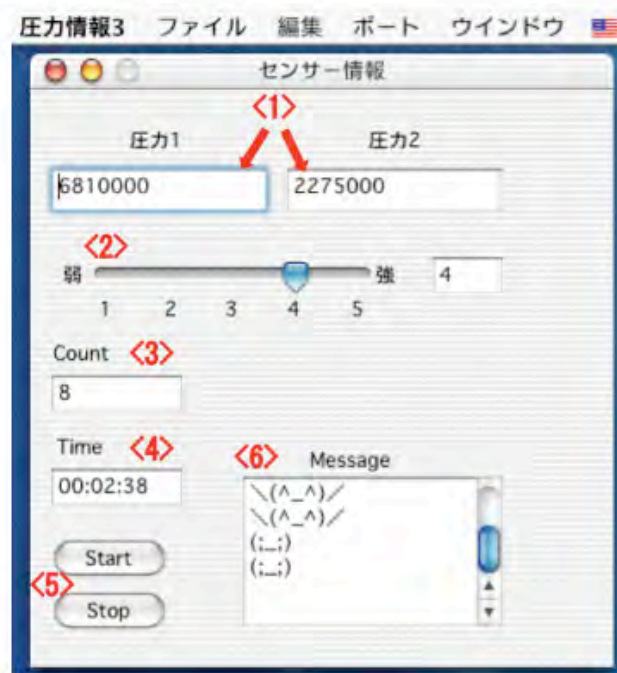 圧力情報3 ファイル 編集 ポート ウインドウ
センサー情報
<1>
圧力1 圧力2
6810000 2275000
<2>
弱 強 4
1 2 3 4 5
Count <3>
8
Time <4>
00:02:38
<6> Message
＼(^_^)／
＼(^_^)／
(;_;)
(;_;)
Start
<5>
Stop